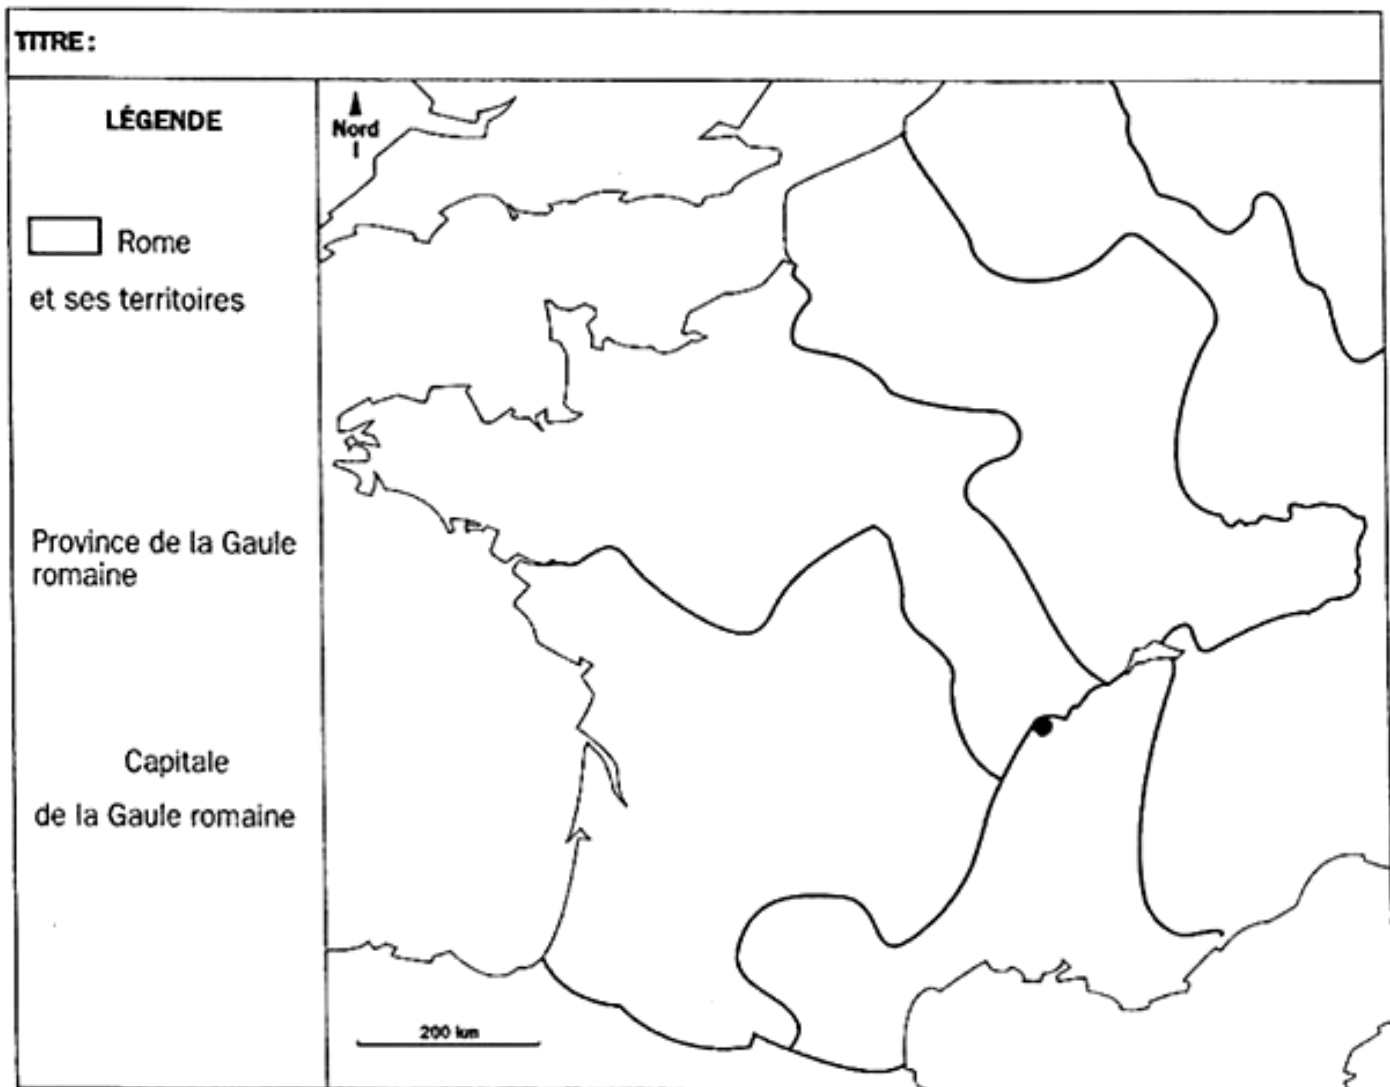 TITRE :
LÉGENDE
Rome
et ses territoires
Province de la Gaule
romaine
Capitale
de la Gaule romaine
Nord
200 km